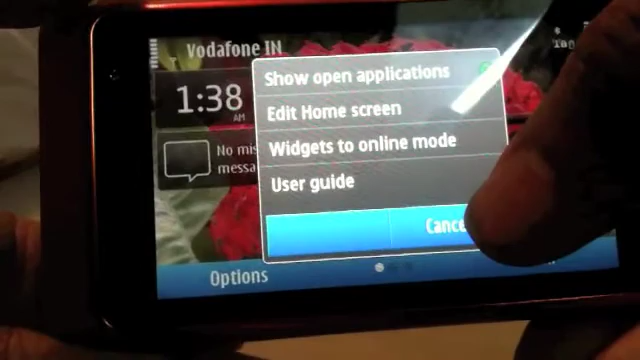 Vodafone IN
Show open applications
1:38
AM
Edit Home screen
Widgets to online mode
No mis
messa
User guide
Cance
Options